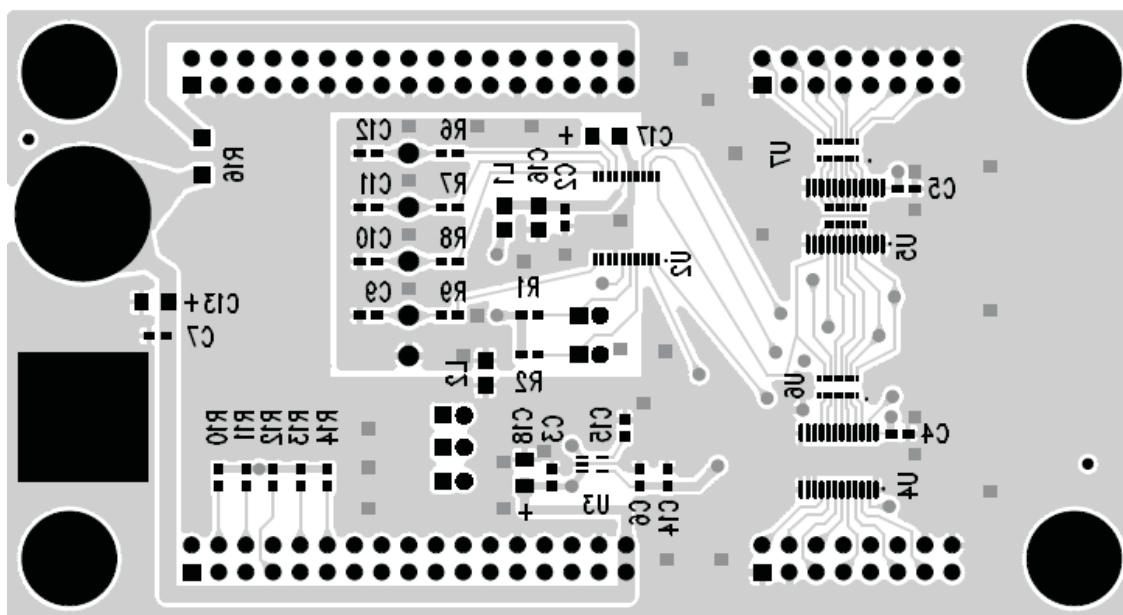 C12
R6
+
C17
R16
U7
C11
R7
L1
C16
C2
C5
C10
R8
U5
U2
C9
R9
R1
C13
+
C7
L2
R2
U6
R10
R11
R12
R13
R14
C18
C3
C15
C4
+
U3
C6
C14
U4